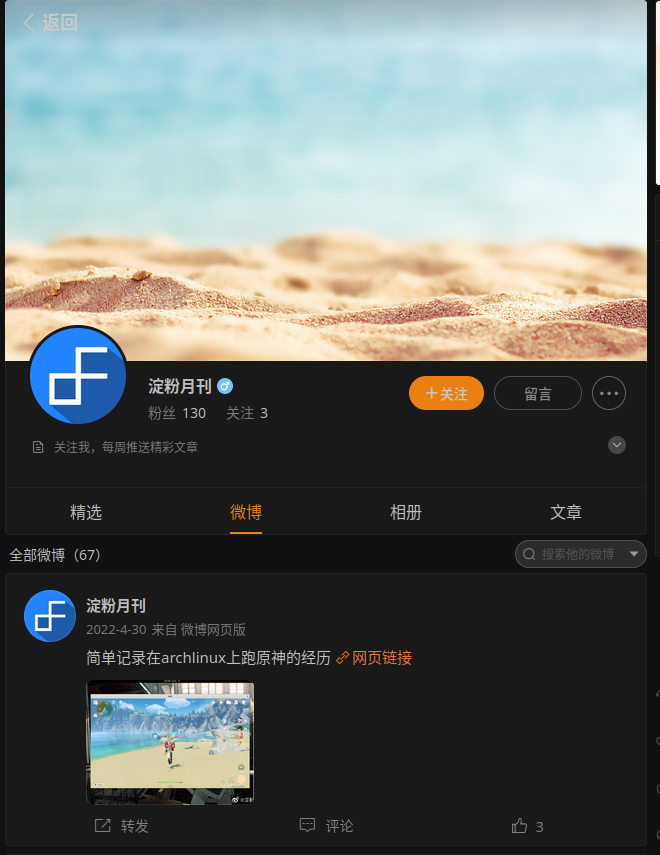 返回
淀粉月刊
粉丝 130 关注 3
+关注
留言
关注我，每周推送精彩文章
精选 微博 相册 文章
全部微博（67）
搜索他的微博
淀粉月刊
2022-4-30 来自 微博网页版
简单记录在archlinux上跑原神的经历 网页链接
转发 评论 3